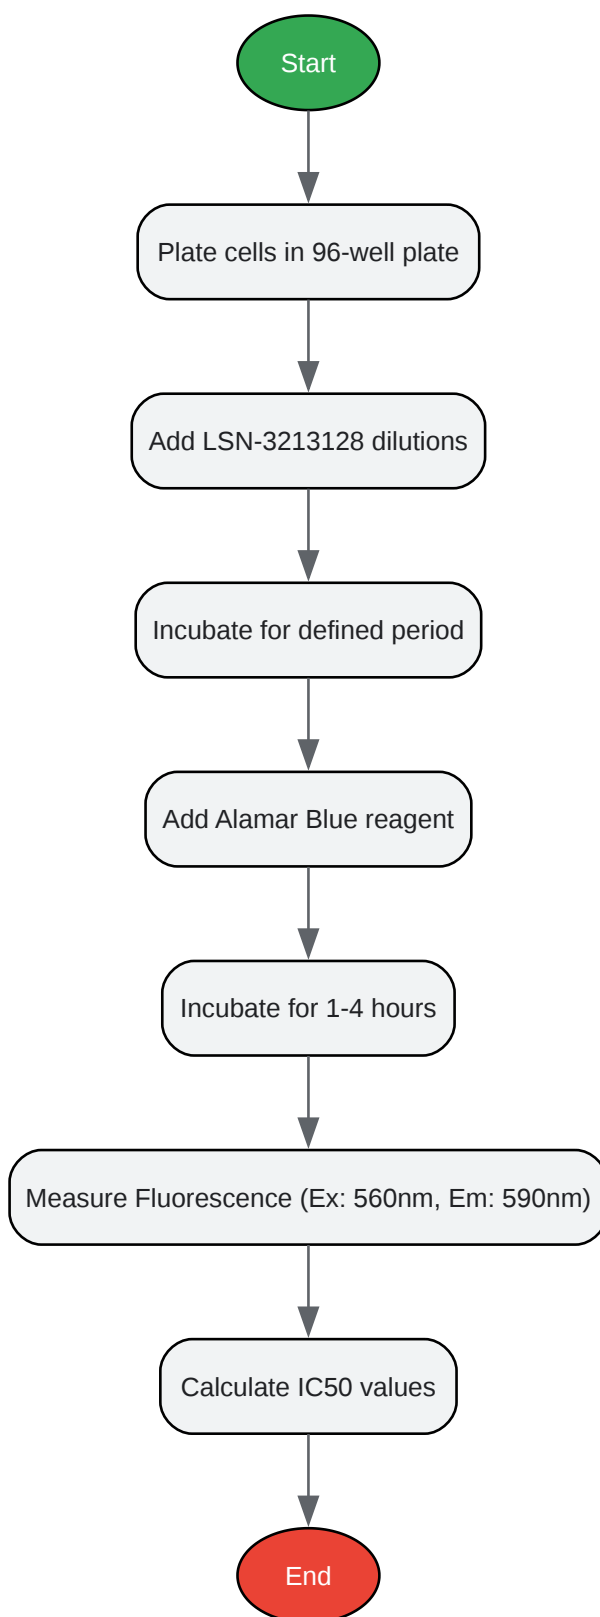 Start
Plate cells in 96-well plate
Add LSN-3213128 dilutions
Incubate for defined period
Add Alamar Blue reagent
Incubate for 1-4 hours
Measure Fluorescence (Ex: 560nm, Em: 590nm)
Calculate IC50 values
End